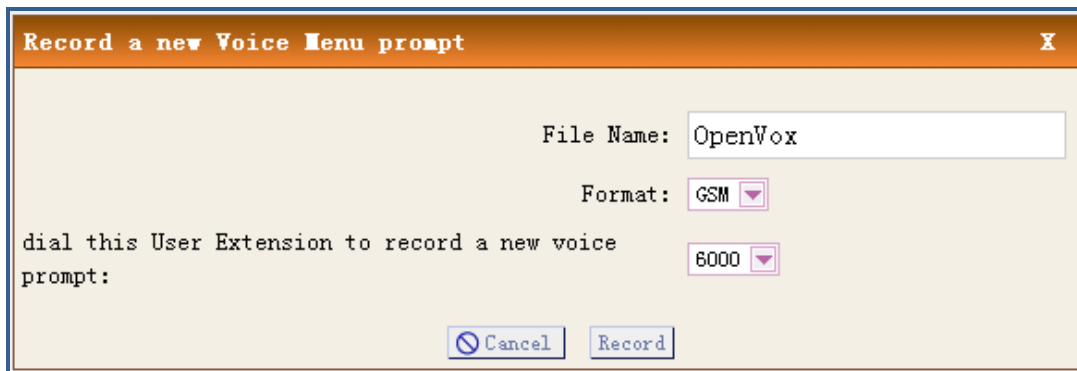 Record a new Voice Menu prompt X
File Name: OpenVox
Format: GSM
dial this User Extension to record a new voice
prompt: 6000
Cancel Record